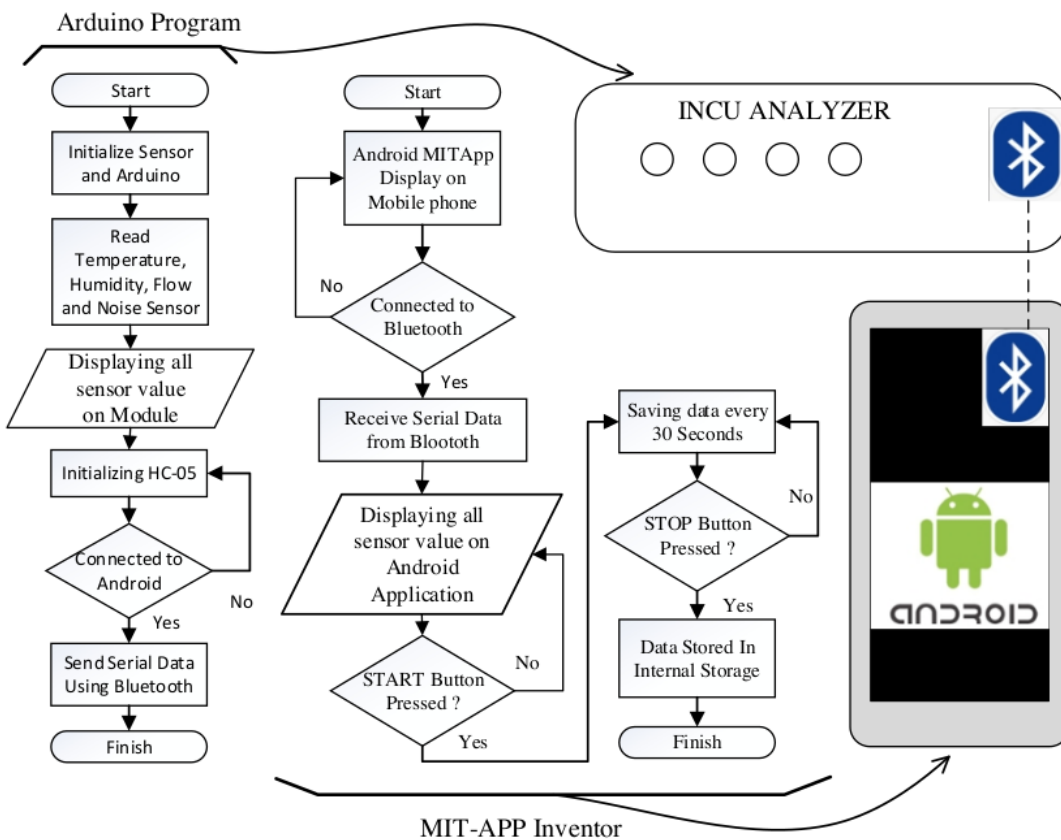 Arduino Program
Start
Initialize Sensor
and Arduino
Read
Temperature,
Humidity, Flow
and Noise Sensor
Displaying all
sensor value
on Module
Initializing HC-05
Connected to
Android
No
Yes
Send Serial Data
Using Bluetooth
Finish
Start
Android MITApp
Display on
Mobile phone
No
Connected to
Bluetooth
Yes
Receive Serial Data
from Bloototh
Displaying all
sensor value on
Android
Application
No
START Button
Pressed ?
Yes
Saving data every
30 Seconds
No
STOP Button
Pressed ?
Yes
Data Stored In
Internal Storage
Finish
MIT-APP Inventor
INCU ANALYZER
ANDROID